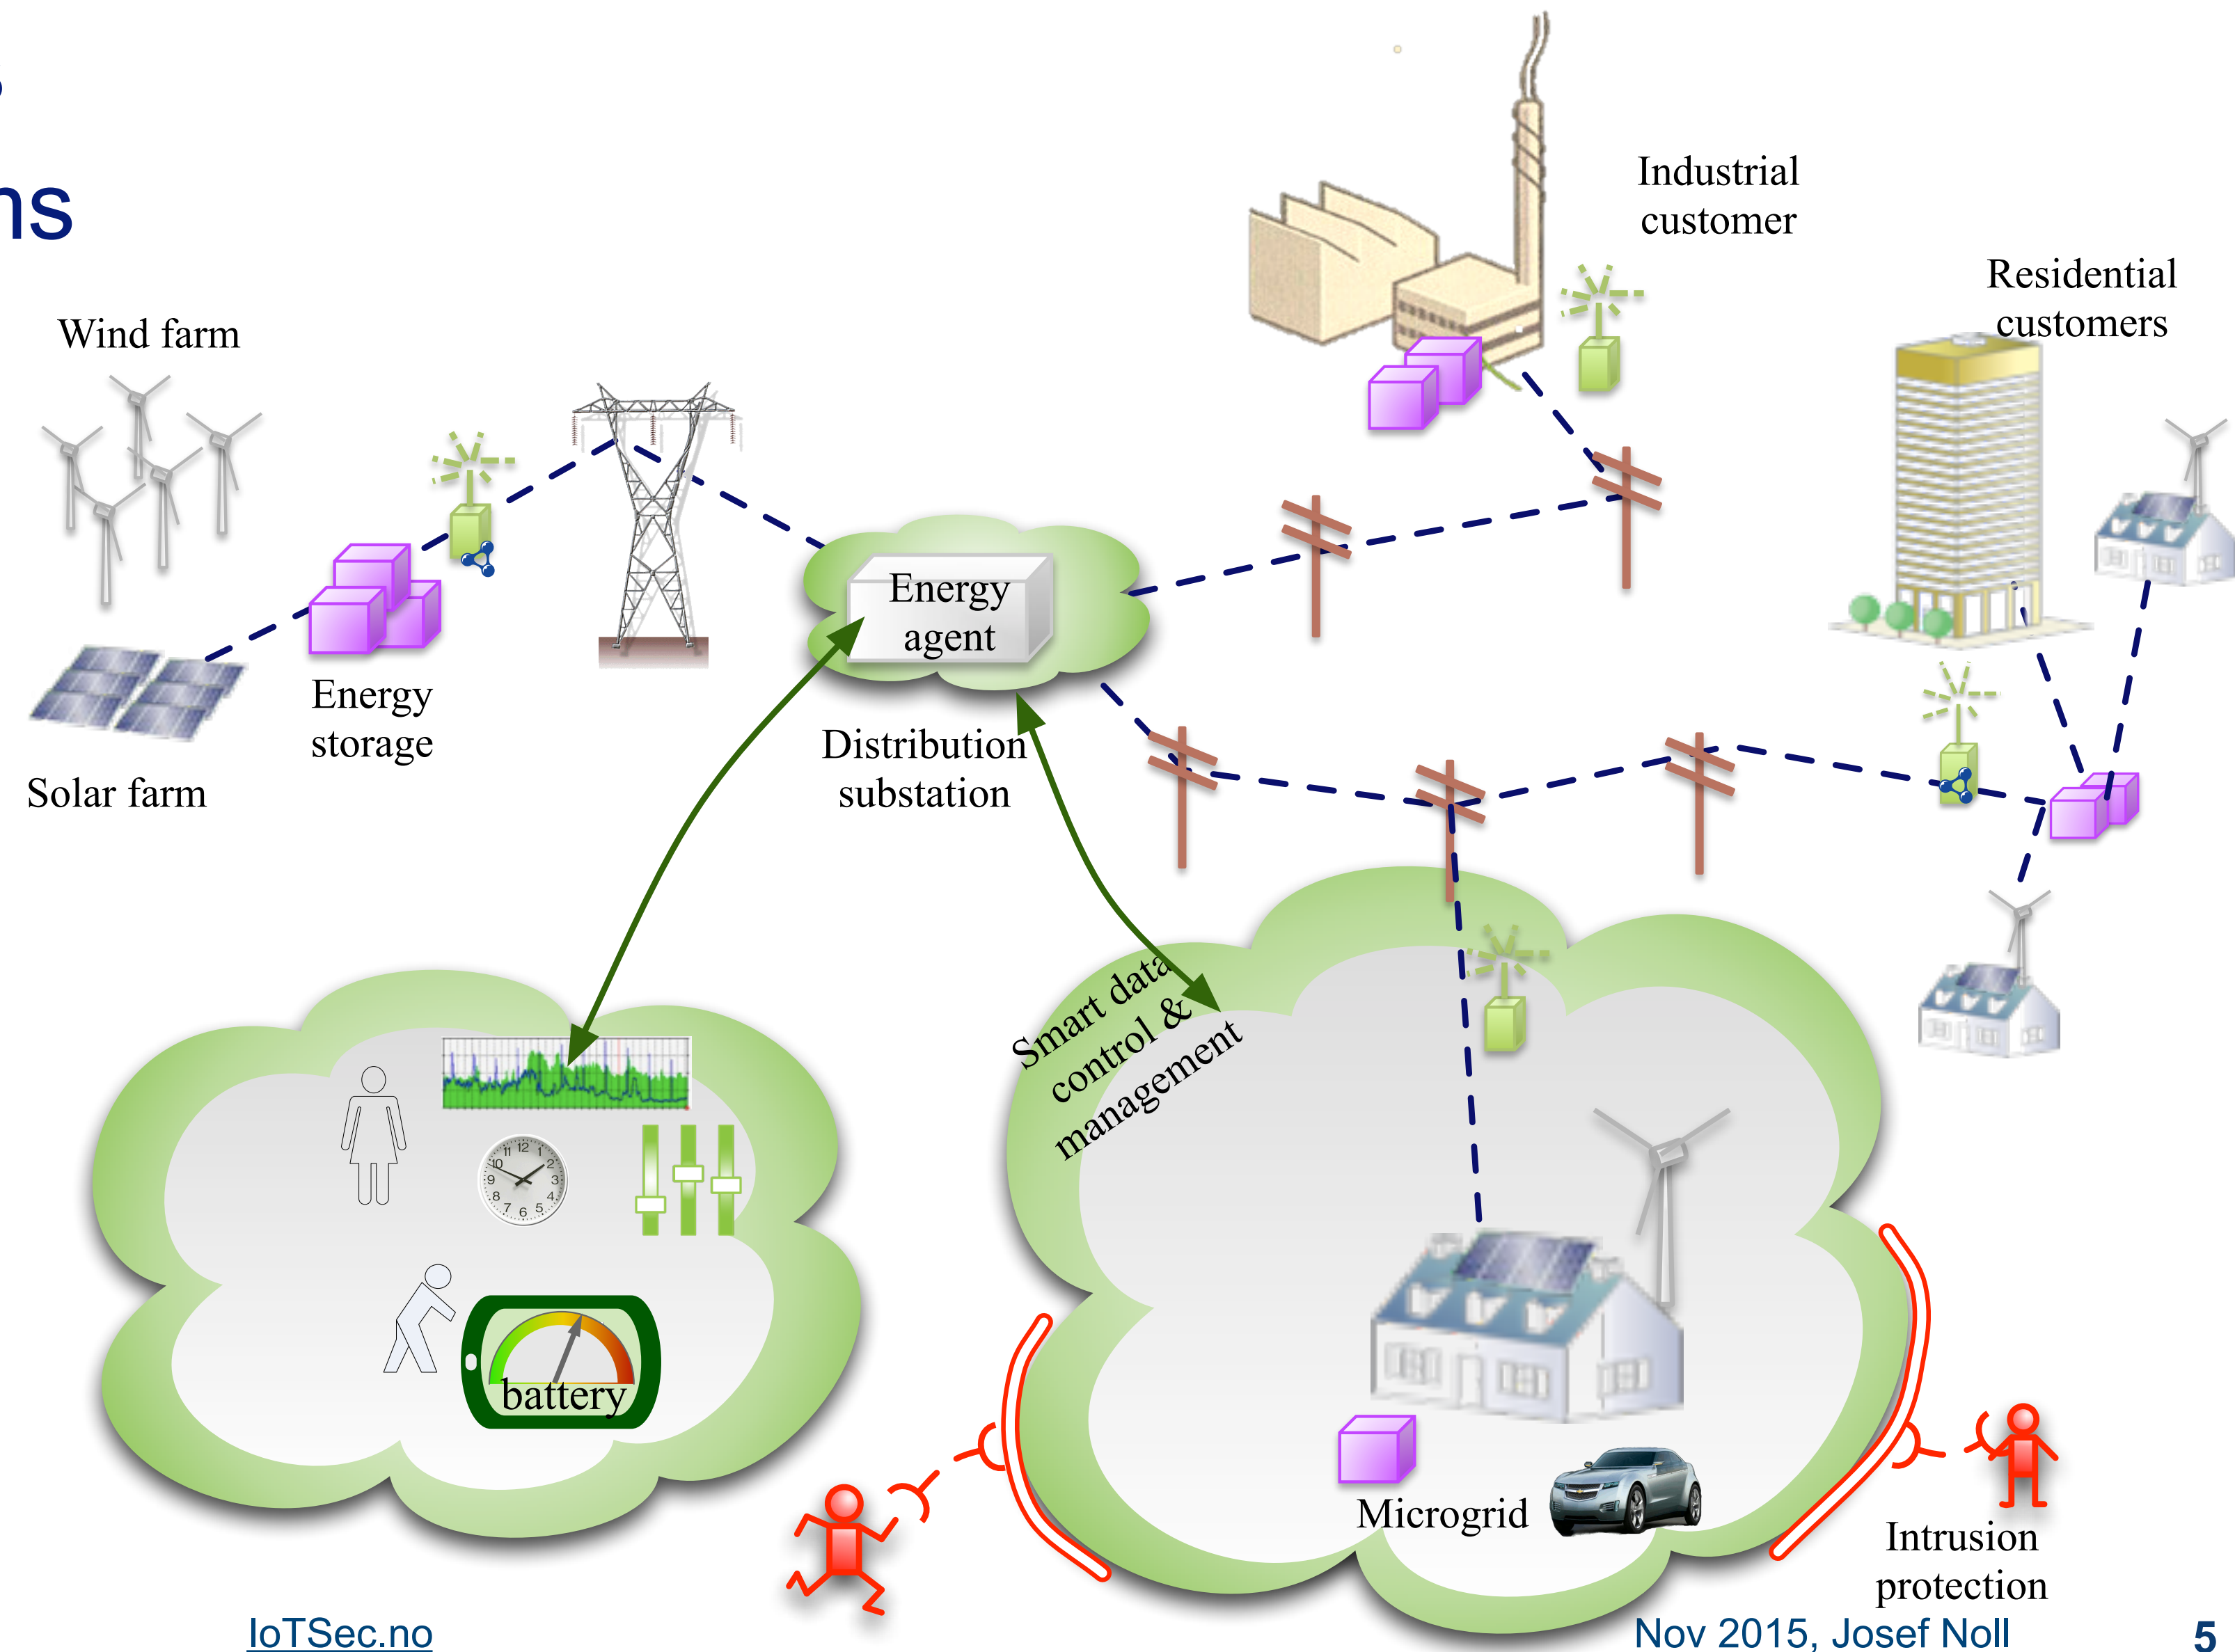 ns
Wind farm
Industrial
customer
Residential
customers
Energy
agent
Energy
storage
Solar farm
Distribution
substation
Smart data
control &
management
battery
Microgrid
Intrusion
protection
IoTSec.no
Nov 2015, Josef Noll
5